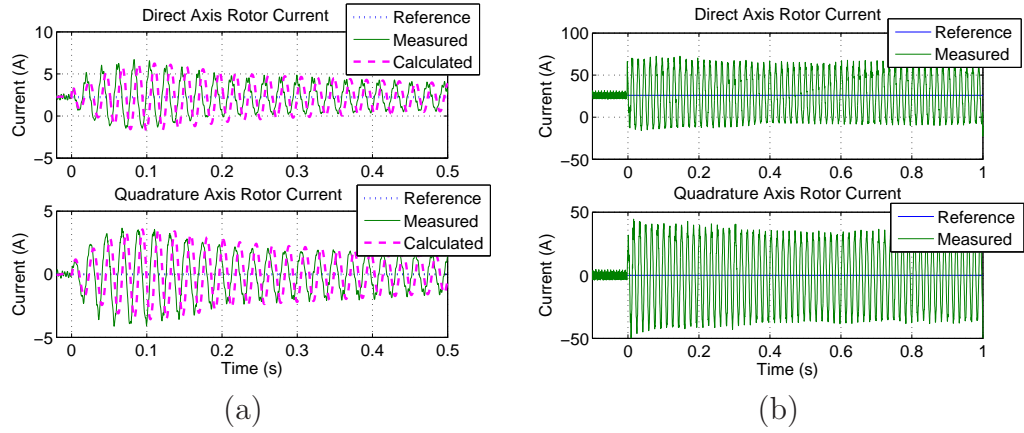 Direct Axis Rotor Current
Reference
Measured
Calculated
Current (A)
10
5
0
−5
0 0.1 0.2 0.3 0.4 0.5
Quadrature Axis Rotor Current
Reference
Measured
Calculated
Current (A)
5
0
−5
0 0.1 0.2 0.3 0.4 0.5
Time (s)
(a)
Direct Axis Rotor Current
Reference
Measured
Current (A)
100
50
0
−50
0 0.2 0.4 0.6 0.8 1
Quadrature Axis Rotor Current
Reference
Measured
Current (A)
50
0
−50
0 0.2 0.4 0.6 0.8 1
Time (s)
(b)